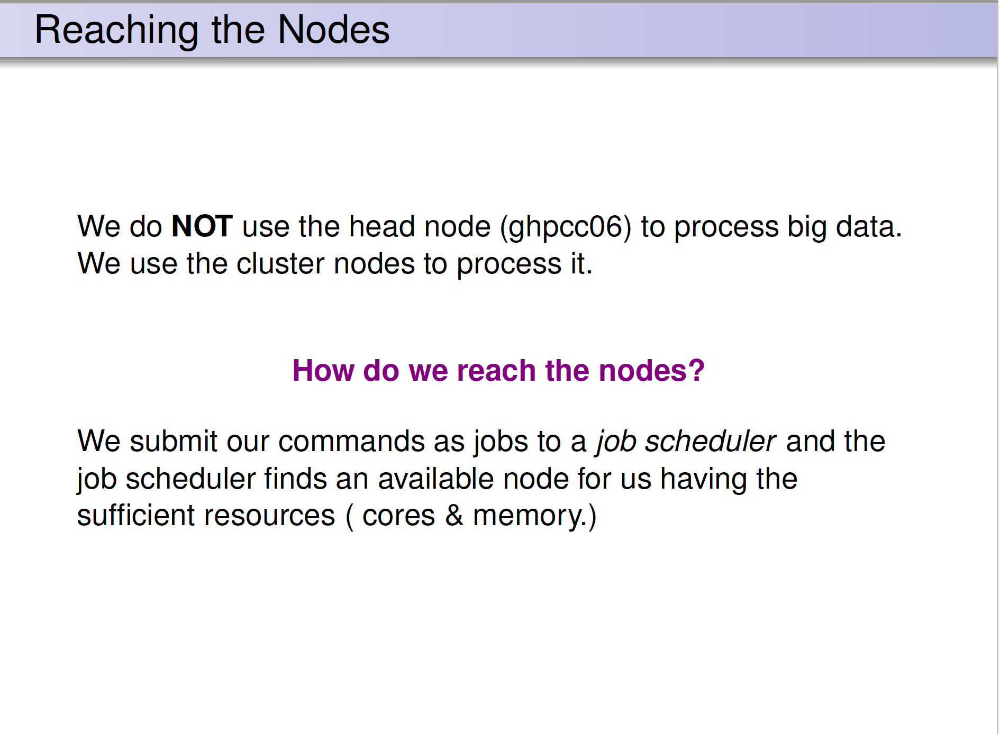 Reaching the Nodes
We do NOT use the head node (ghpcc06) to process big data.
We use the cluster nodes to process it.
How do we reach the nodes?
We submit our commands as jobs to a job scheduler and the
job scheduler finds an available node for us having the
sufficient resources ( cores & memory.)